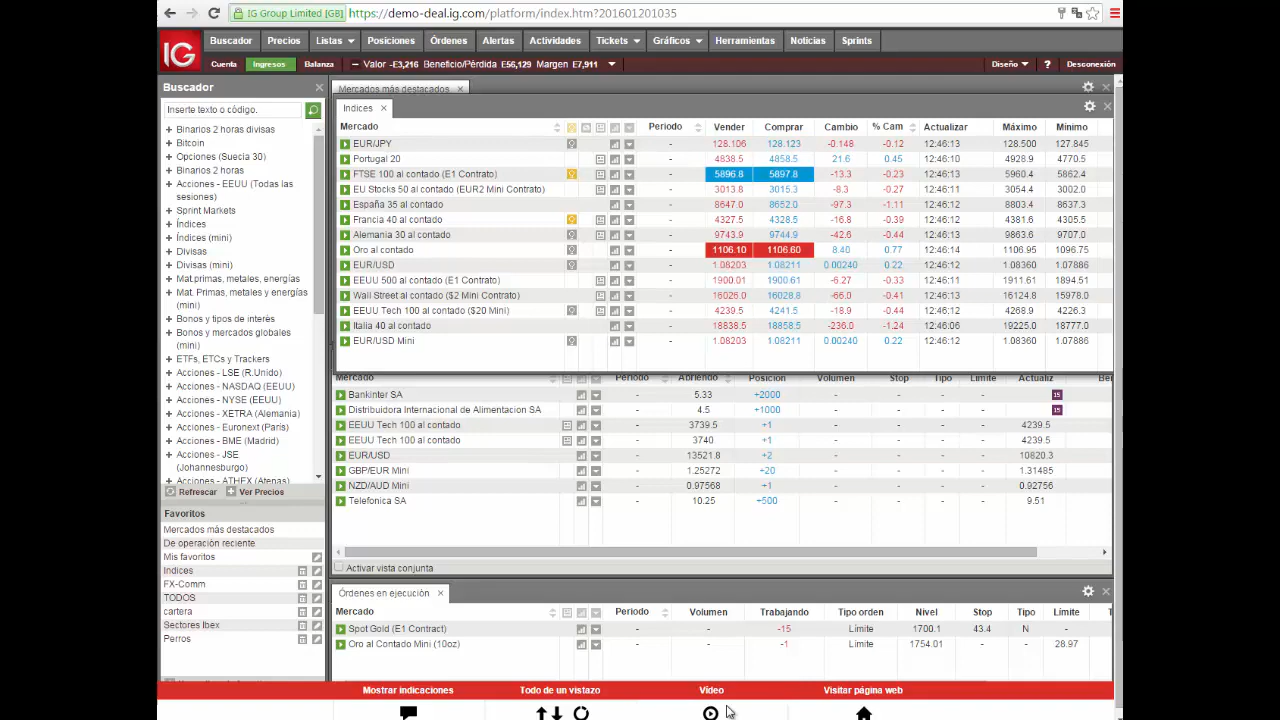 IG Group Limited [GB] https://demo-deal.ig.com/platform/index.htm?201601201035
IG Buscador Precios Listas Posiciones Órdenes Alertas Actividades Tickets Gráficos Herramientas Noticias Sprints
Cuenta Ingresos Balanza Valor -E3,216 Beneficio/Pérdida E56,129 Margen E7,911 Diseño ? Desconexión
Buscador
Inserte texto o código.
Binarios 2 horas divisas
Bitcoin
Opciones (Suecia 30)
Binarios 2 horas
Acciones - EEUU (Todas las
sesiones)
Sprint Markets
Índices
Índices (mini)
Divisas
Divisas (mini)
Mat.primas, metales, energías
Mat. Primas, metales y energías
(mini)
Bonos y tipos de interés
Bonos y mercados globales
(mini)
ETFs, ETCs y Trackers
Acciones - LSE (R.Unido)
Acciones - NASDAQ (EEUU)
Acciones - NYSE (EEUU)
Acciones - XETRA (Alemania)
Acciones - Euronext (París)
Acciones - BME (Madrid)
Acciones - JSE
(Johannesburgo)
Acciones - ATHEX (Atenas)
Refrescar Ver Precios
Favoritos
Mercados más destacados
De operación reciente
Mis favoritos
Indices
FX-Comm
TODOS
cartera
Sectores Ibex
Perros
Mercados más destacados
Indices
Mercado Periodo Vender Comprar Cambio % Cam Actualizar Máximo Mínimo
EUR/JPY - 128.106 128.123 -0.148 -0.12 12:46:13 128.500 127.845
Portugal 20 - 4838.5 4858.5 21.6 0.45 12:46:10 4928.9 4770.5
FTSE 100 al contado (E1 Contrato) - 5896.8 5897.8 -13.3 -0.23 12:46:13 5960.4 5862.4
EU Stocks 50 al contado (EUR2 Mini Contrato) - 3013.8 3015.3 -8.3 -0.27 12:46:11 3054.4 3002.0
España 35 al contado - 8647.0 8652.0 -97.3 -1.11 12:46:12 8803.4 8637.3
Francia 40 al contado - 4327.5 4328.5 -16.8 -0.39 12:46:13 4381.6 4305.5
Alemania 30 al contado - 9743.9 9744.9 -42.6 -0.44 12:46:13 9863.6 9707.0
Oro al contado - 1106.10 1106.60 8.40 0.77 12:46:14 1106.95 1096.75
EUR/USD - 1.08203 1.08211 0.00240 0.22 12:46:12 1.08360 1.07886
EEUU 500 al contado (E1 Contrato) - 1900.01 1900.61 -6.27 -0.33 12:46:11 1911.61 1894.51
Wall Street al contado ($2 Mini Contrato) - 16026.0 16028.8 -66.0 -0.41 12:46:12 16124.8 15978.0
EEUU Tech 100 al contado ($20 Mini) - 4239.5 4241.5 -18.9 -0.44 12:46:12 4268.9 4226.3
Italia 40 al contado - 18838.5 18858.5 -236.0 -1.24 12:46:06 19225.0 18777.0
EUR/USD Mini - 1.08203 1.08211 0.00240 0.22 12:46:12 1.08360 1.07886
Mercado Periodo Abriendo Posicion Volumen Stop Tipo Limite Actualiz Ber
Bankinter SA - 5.33 +2000 - - - - 15
Distribuidora Internacional de Alimentacion SA - 4.5 +1000 - - - - 15
EEUU Tech 100 al contado - 3739.5 +1 - - - - 4239.5
EEUU Tech 100 al contado - 3740 +1 - - - - 4239.5
EUR/USD - 13521.8 +2 - - - - 10820.3
GBP/EUR Mini - 1.25272 +20 - - - - 1.31485
NZD/AUD Mini - 0.97568 +1 - - - - 0.92756
Telefonica SA - 10.25 +500 - - - - 9.51
Activar vista conjunta
Órdenes en ejecución
Mercado Periodo Volumen Trabajando Tipo orden Nivel Stop Tipo Límite
Spot Gold (E1 Contract) - - -15 Límite 1700.1 43.4 N -
Oro al Contado Mini (10oz) - - -1 Límite 1754.01 - - 28.97
Mostrar indicaciones Todo de un vistazo Vídeo Visitar página web